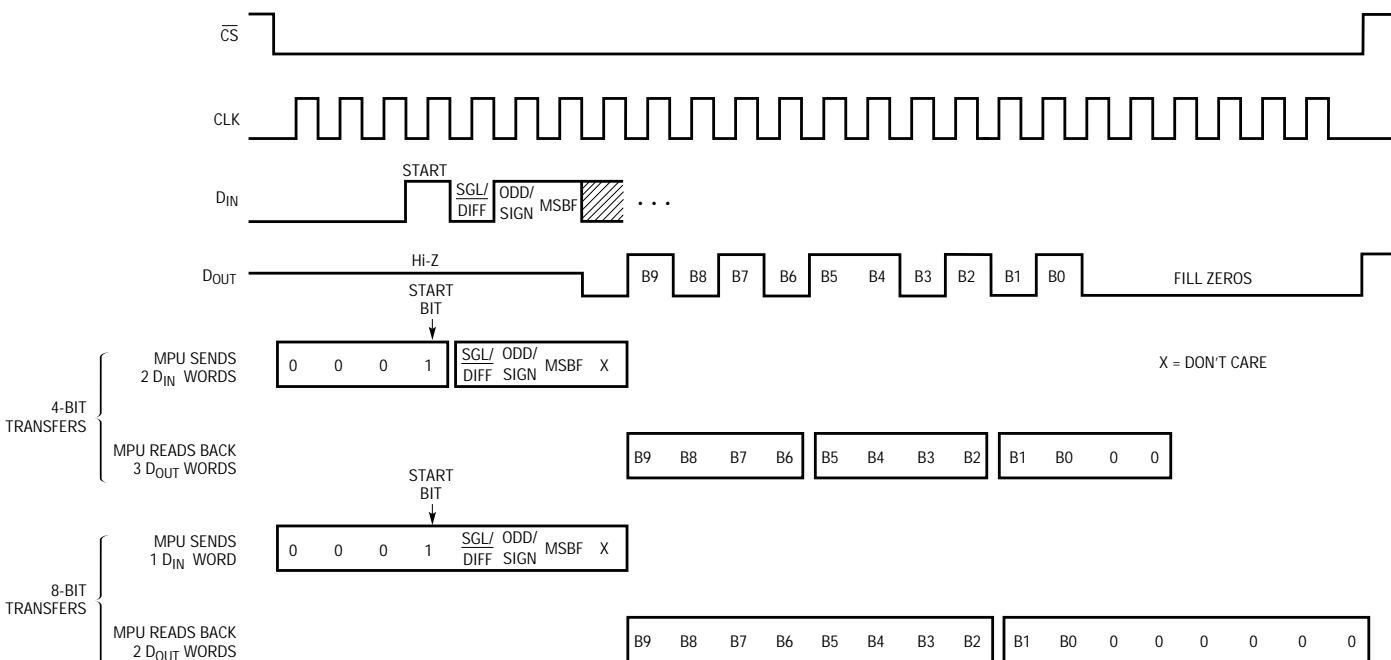 CS
CLK
START
DIN
SGL/
DIFF
ODD/
SIGN
MSBF
· · ·
DOUT
Hi-Z
B9 B8 B7 B6 B5 B4 B3 B2 B1 B0
FILL ZEROS
START
BIT
4-BIT
TRANSFERS
MPU SENDS
2 DIN WORDS
0 0 0 1
SGL/
DIFF
ODD/
SIGN
MSBF X
X = DON'T CARE
MPU READS BACK
3 DOUT WORDS
B9 B8 B7 B6 B5 B4 B3 B2 B1 B0 0 0
START
BIT
8-BIT
TRANSFERS
MPU SENDS
1 DIN WORD
0 0 0 1
SGL/
DIFF
ODD/
SIGN
MSBF X
MPU READS BACK
2 DOUT WORDS
B9 B8 B7 B6 B5 B4 B3 B2 B1 B0 0 0 0 0 0 0